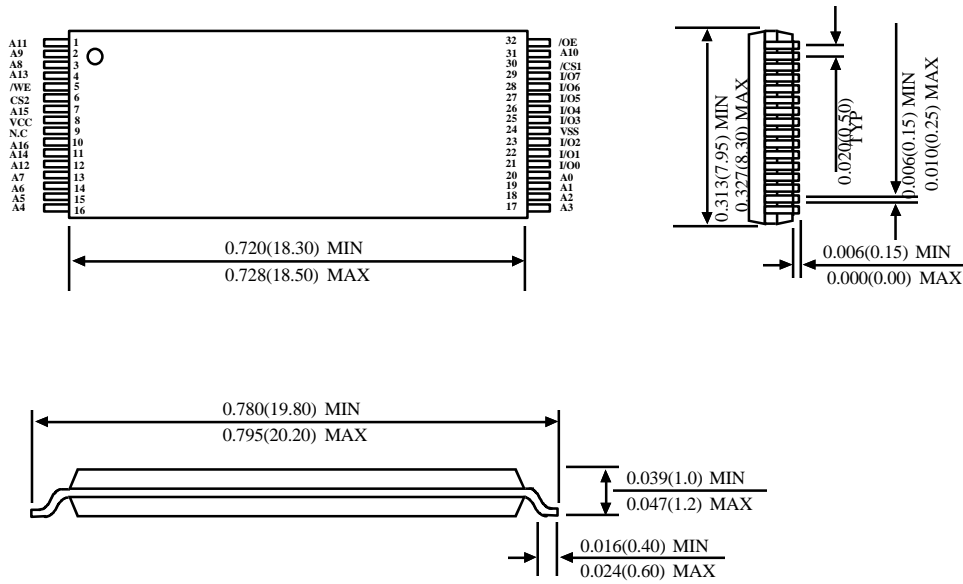 A11 1 32 /OE
A9 2 31 A10
A8 3 30 /CS1
A13 4 29 I/O7
/WE 5 28 I/O6
CS2 6 27 I/O5
A15 7 26 I/O4
VCC 8 25 I/O3
N.C 9 24 VSS
A16 10 23 I/O2
A14 11 22 I/O1
A12 12 21 I/O0
A7 13 20 A0
A6 14 19 A1
A5 15 18 A2
A4 16 17 A3
0.720(18.30) MIN
0.728(18.50) MAX
0.313(7.95) MIN
0.327(8.30) MAX
0.020(0.50)
TYP
0.006(0.15) MIN
0.010(0.25) MAX
0.006(0.15) MIN
0.000(0.00) MAX
0.780(19.80) MIN
0.795(20.20) MAX
0.039(1.0) MIN
0.047(1.2) MAX
0.016(0.40) MIN
0.024(0.60) MAX